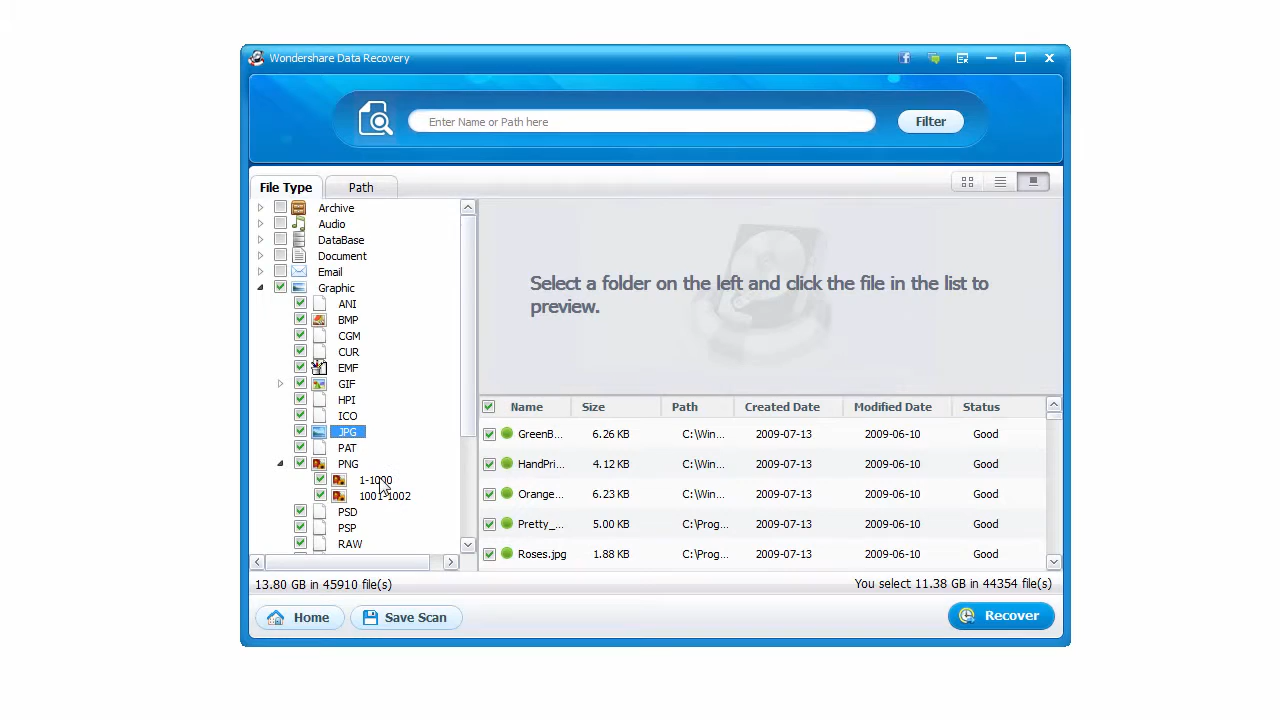 Wondershare Data Recovery
Enter Name or Path here
Filter
File Type
Path
Archive
Audio
DataBase
Document
Email
Graphic
ANI
BMP
CGM
CUR
EMF
GIF
HPI
ICO
JPG
PAT
PNG
1-1000
1001-1002
PSD
PSP
RAW
Select a folder on the left and click the file in the list to
preview.
Name Size Path Created Date Modified Date Status
GreenB... 6.26 KB C:\Win... 2009-07-13 2009-06-10 Good
HandPri... 4.12 KB C:\Win... 2009-07-13 2009-06-10 Good
Orange... 6.23 KB C:\Win... 2009-07-13 2009-06-10 Good
Pretty_... 5.00 KB C:\Prog... 2009-07-13 2009-06-10 Good
Roses.jpg 1.88 KB C:\Prog... 2009-07-13 2009-06-10 Good
13.80 GB in 45910 file(s)
You select 11.38 GB in 44354 file(s)
Home
Save Scan
Recover